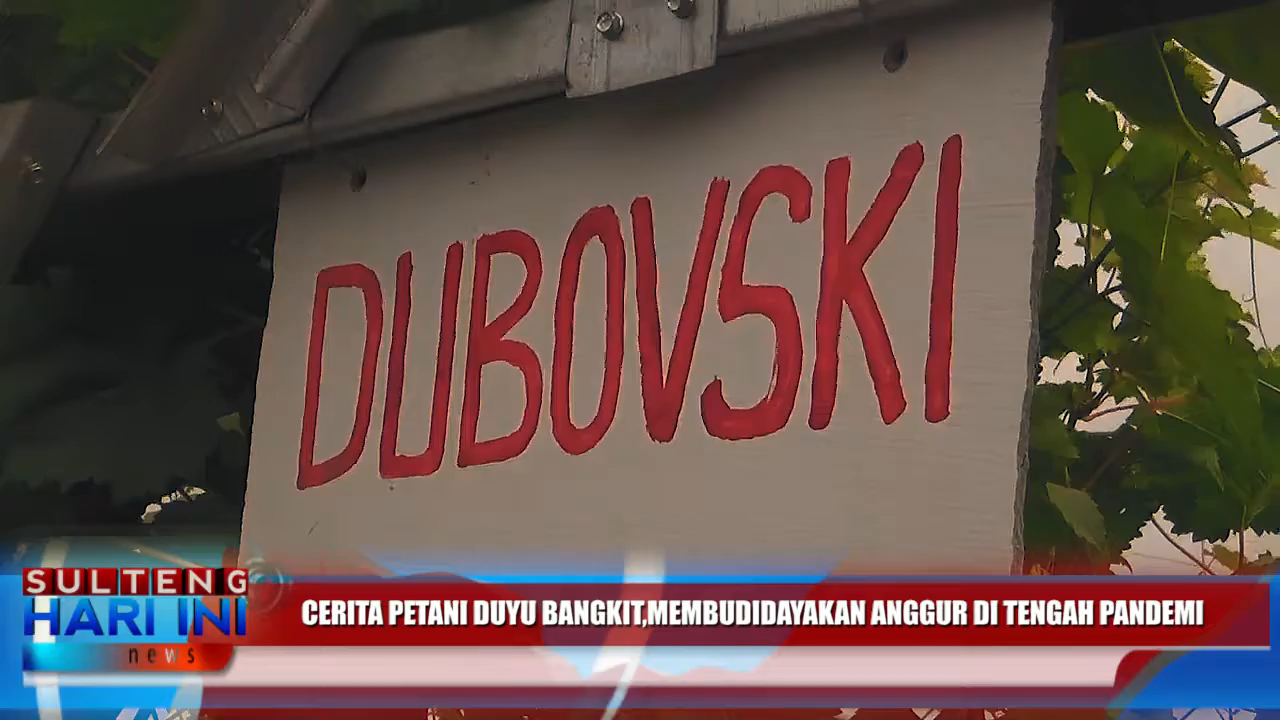 DUBOVSKI
SULTENG
HARI INI
news
CERITA PETANI DUYU BANGKIT,MEMBUDIDAYAKAN ANGGUR DI TENGAH PANDEMI